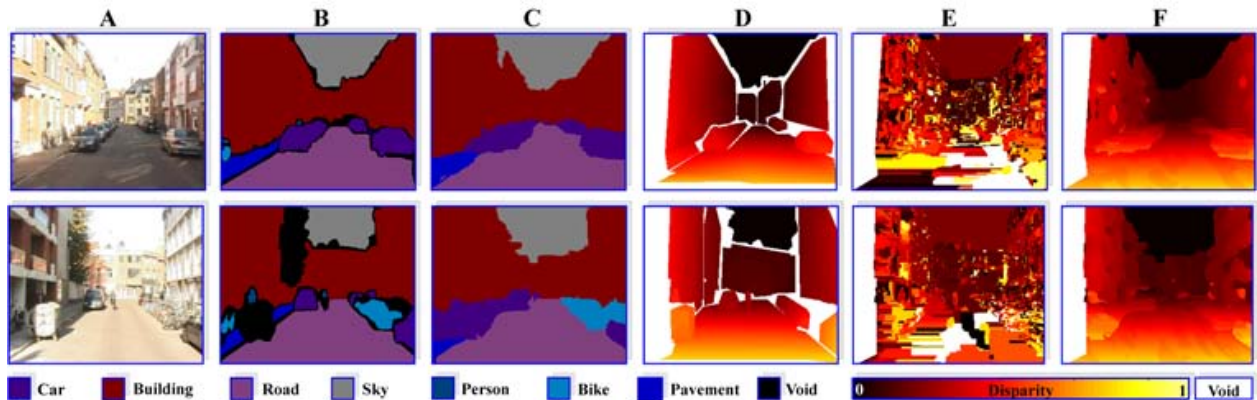 A B C D E F
Car Building Road Sky Person Bike Pavement Void 0 Disparity 1 Void